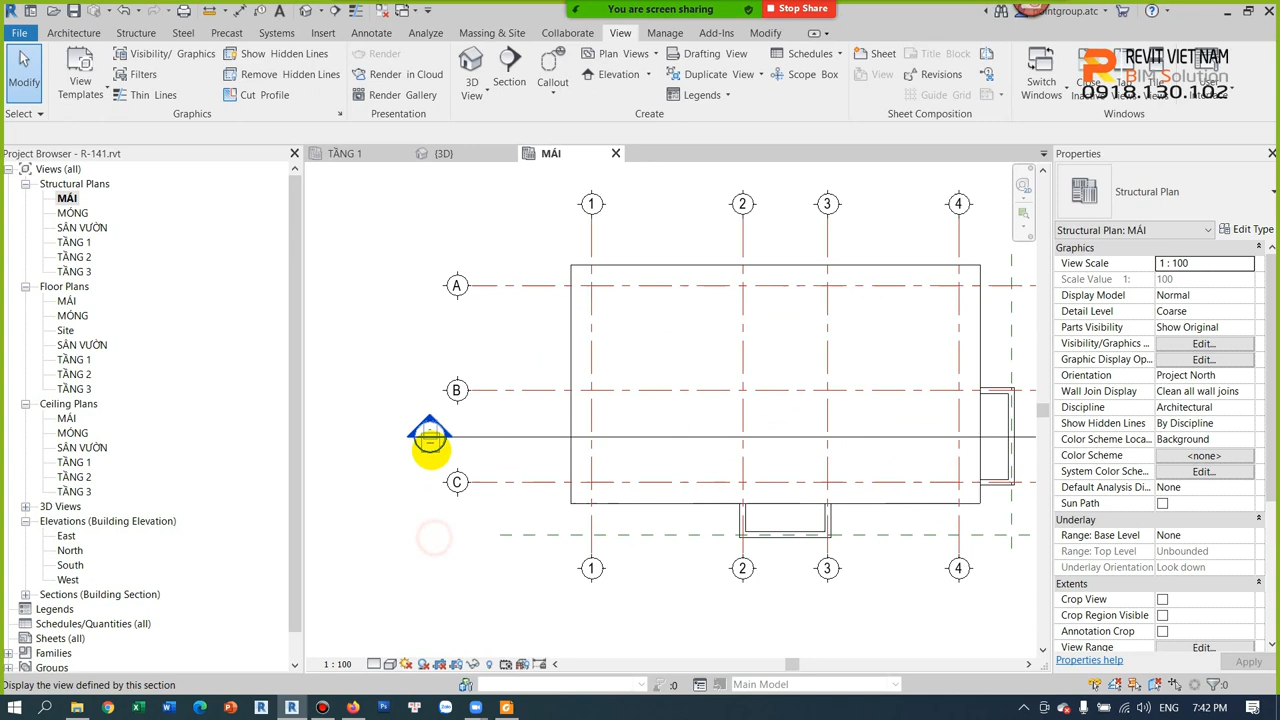 You are screen sharing
Stop Share
ointgroup.atc
File
Architecture
Structure
Steel
Precast
Systems
Insert
Annotate
Analyze
Massing & Site
Collaborate
View
Manage
Add-Ins
Modify
Modify
View
Templates
Visibility/ Graphics
Filters
Thin Lines
Show Hidden Lines
Remove Hidden Lines
Cut Profile
Render
Render in Cloud
Render Gallery
3D
View
Section
Callout
Plan Views
Elevation
Drafting View
Duplicate View
Legends
Schedules
Scope Box
Sheet
View
Title Block
Revisions
Guide Grid
Switch
Windows
REVIT VIETNAM
BIM Solution
0918.130.102
Select
Graphics
Presentation
Create
Sheet Composition
Windows
Project Browser - R-141.rvt
TẦNG 1
{3D}
MÁI
Properties
Views (all)
Structural Plans
MÁI
MÓNG
SÂN VƯỜN
TẦNG 1
TẦNG 2
TẦNG 3
Floor Plans
MÁI
MÓNG
Site
SÂN VƯỜN
TẦNG 1
TẦNG 2
TẦNG 3
Ceiling Plans
MÁI
MÓNG
SÂN VƯỜN
TẦNG 1
TẦNG 2
TẦNG 3
3D Views
Elevations (Building Elevation)
East
North
South
West
Sections (Building Section)
Legends
Schedules/Quantities (all)
Sheets (all)
Families
Groups
1
2
3
4
A
B
C
1
2
3
4
Structural Plan
Structural Plan: MÁI
Edit Type
Graphics
View Scale
1 : 100
Scale Value 1:
100
Display Model
Normal
Detail Level
Coarse
Parts Visibility
Show Original
Visibility/Graphics ...
Edit...
Graphic Display Op...
Edit...
Orientation
Project North
Wall Join Display
Clean all wall joins
Discipline
Architectural
Show Hidden Lines
By Discipline
Color Scheme Loca...
Background
Color Scheme
<none>
System Color Sche...
Edit...
Default Analysis Di...
None
Sun Path
Underlay
Range: Base Level
None
Range: Top Level
Unbounded
Underlay Orientation
Look down
Extents
Crop View
Crop Region Visible
Annotation Crop
View Range
Edit...
Properties help
Apply
1 : 100
Display the view defined by this section
:0
Main Model
:0
ENG
7:42 PM